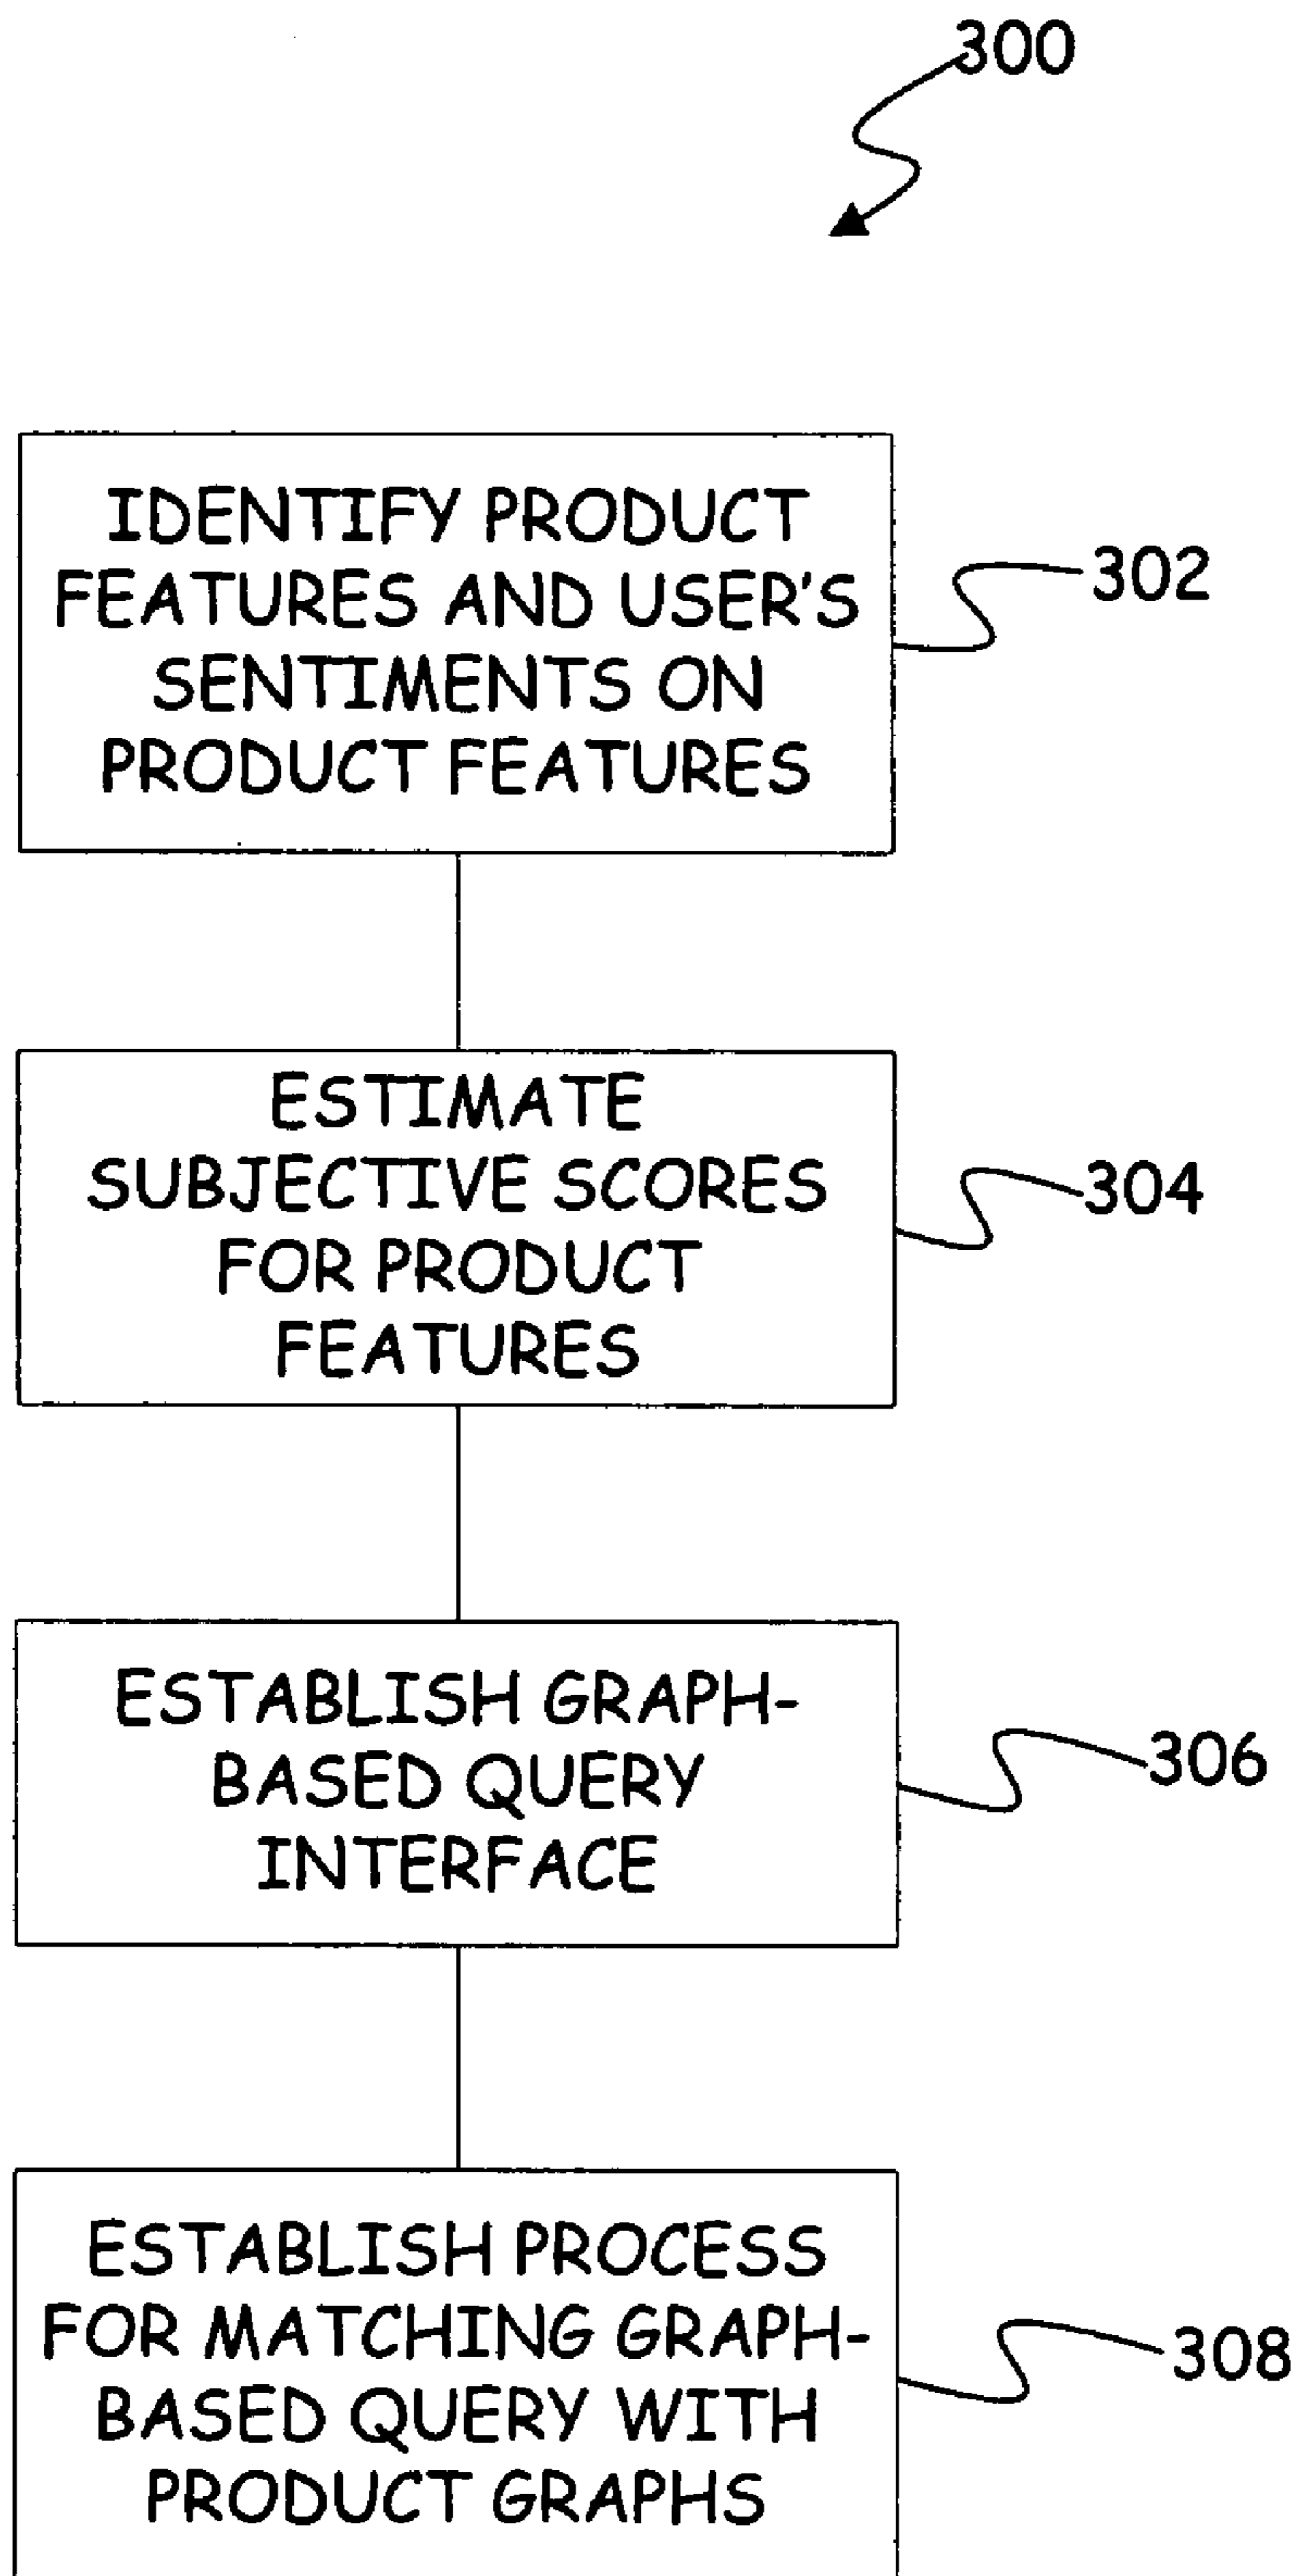 300
IDENTIFY PRODUCT
FEATURES AND USER'S
SENTIMENTS ON
PRODUCT FEATURES
302
ESTIMATE
SUBJECTIVE SCORES
FOR PRODUCT
FEATURES
304
ESTABLISH GRAPH-
BASED QUERY
INTERFACE
306
ESTABLISH PROCESS
FOR MATCHING GRAPH-
BASED QUERY WITH
PRODUCT GRAPHS
308